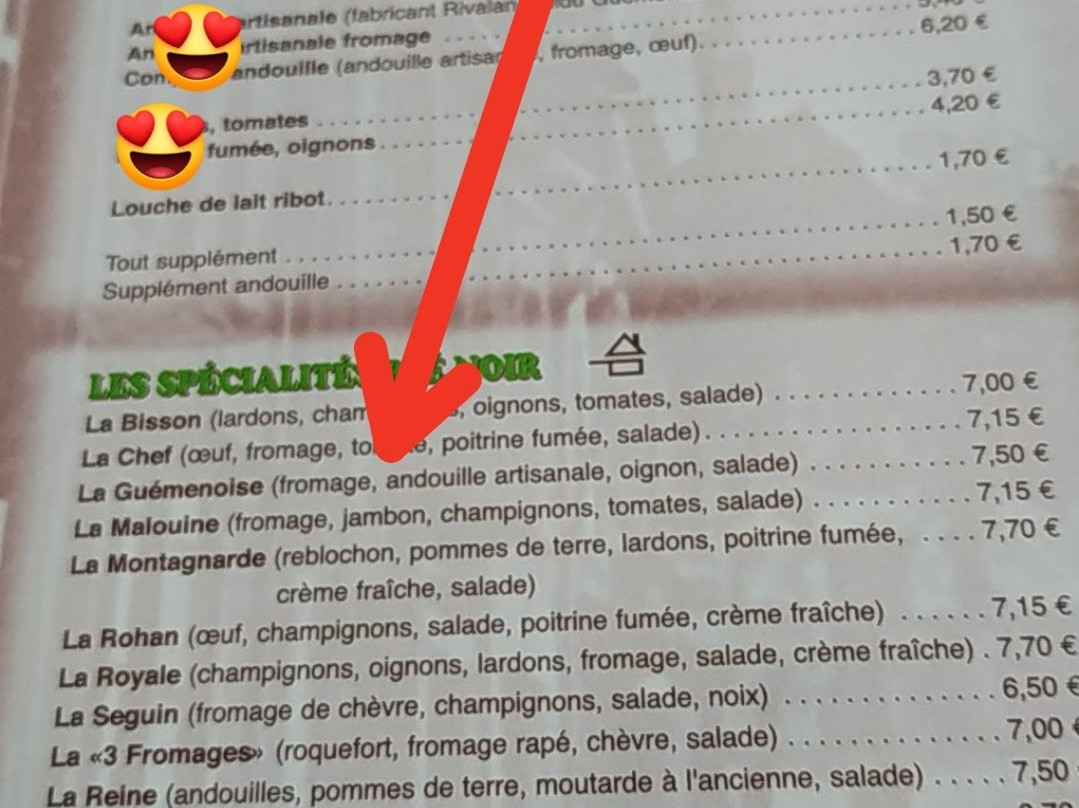 artisanale (fabricant Rivalan
artisanale fromage 6,20 €
andouille (andouille , fromage, œuf)
, tomates 3,70 €
fumée, oignons 4,20 €
Louche de lait ribot 1,70 €
Tout supplément 1,50 €
Supplément andouille 1,70 €
LES SPÉCIALITÉS NOIR
La Bisson (lardons, , oignons, tomates, salade) 7,00 €
La Chef (œuf, fromage, , poitrine fumée, salade) 7,15 €
La Guémenoise (fromage, andouille artisanale, oignon, salade) 7,50 €
La Malouine (fromage, jambon, champignons, tomates, salade) 7,15 €
La Montagnarde (reblochon, pommes de terre, lardons, poitrine fumée, 7,70 €
crème fraîche, salade)
La Rohan (œuf, champignons, salade, poitrine fumée, crème fraîche) 7,15 €
La Royale (champignons, oignons, lardons, fromage, salade, crème fraîche) 7,70 €
La Seguin (fromage de chèvre, champignons, salade, noix) 6,50 €
La «3 Fromages» (roquefort, fromage rapé, chèvre, salade) 7,00 €
La Reine (andouilles, pommes de terre, moutarde à l'ancienne, salade) 7,50